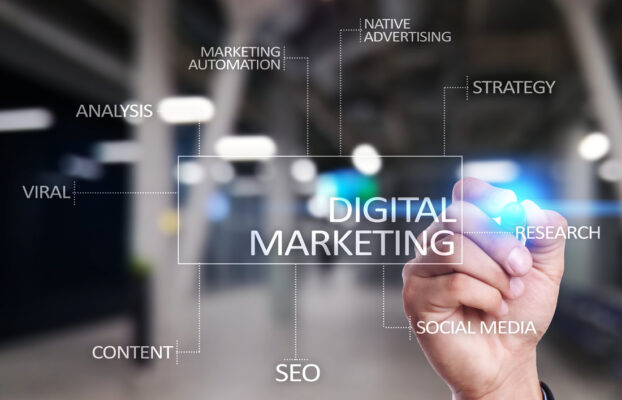 NATIVE
ADVERTISING
MARKETING
AUTOMATION
STRATEGY
ANALYSIS
VIRAL
DIGITAL
MARKETING
RESEARCH
SOCIAL MEDIA
CONTENT
SEO